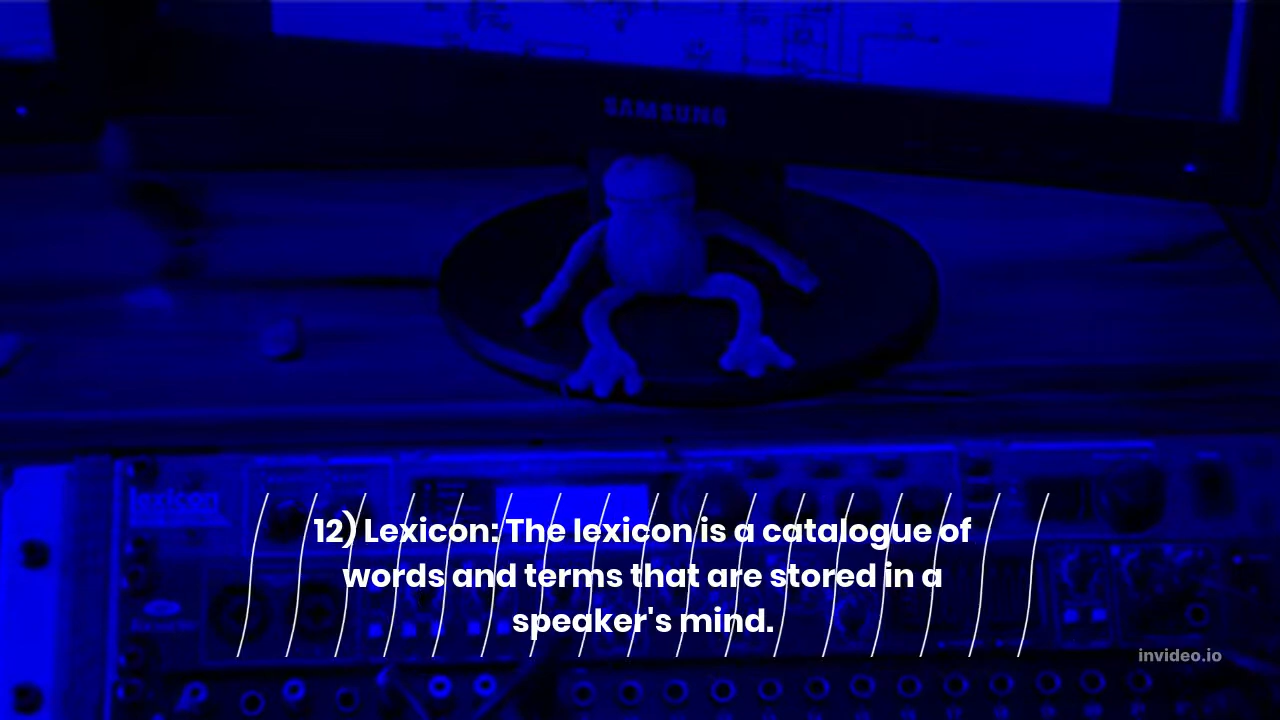 SAMSUNG
lexicon
12) Lexicon: The lexicon is a catalogue of
words and terms that are stored in a
speaker's mind.
invideo.io